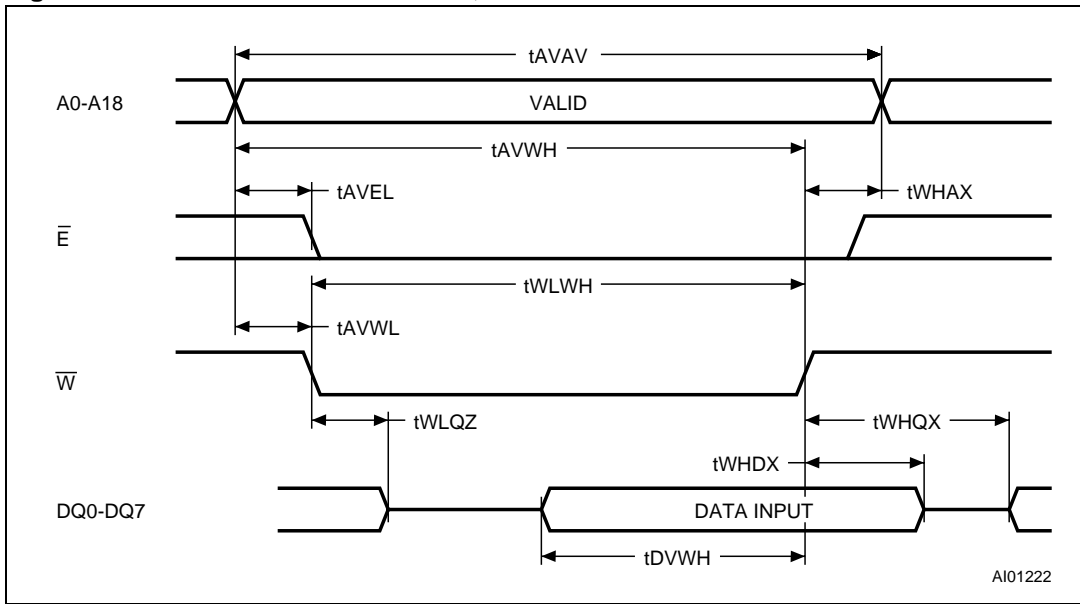 tAVAV
A0-A18
VALID
tAVWH
tAVEL
tWHAX
E̅
tWLWH
tAVWL
W̅
tWLQZ
tWHQX
tWHDX
DQ0-DQ7
DATA INPUT
tDVWH
AI01222